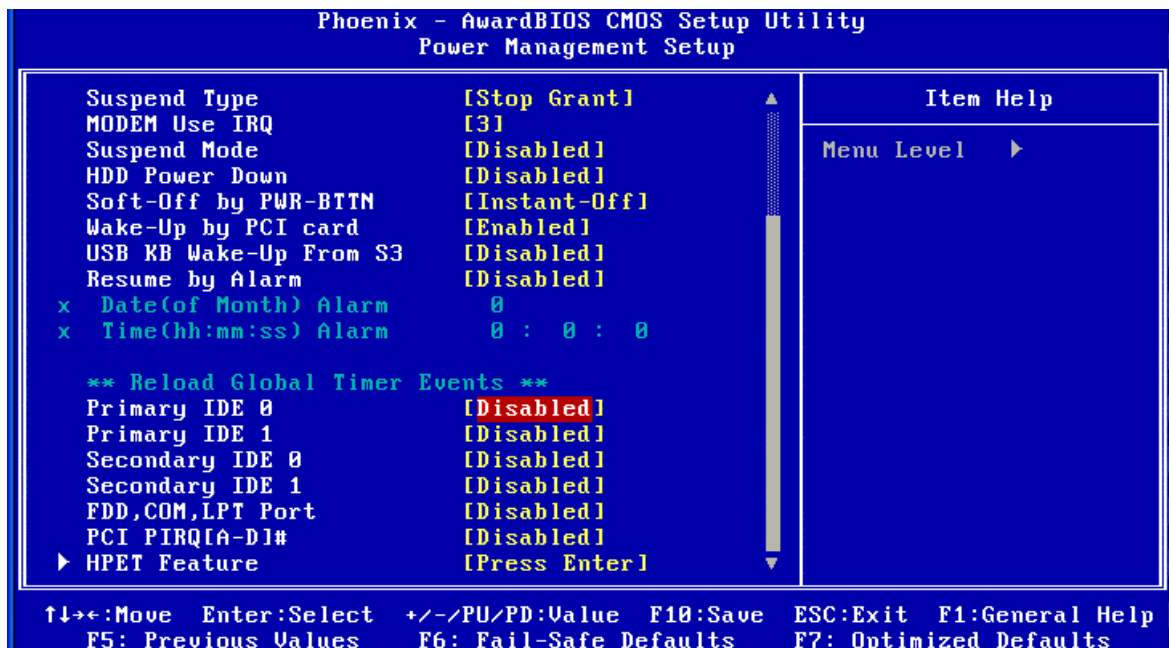 Phoenix - AwardBIOS CMOS Setup Utility
Power Management Setup
Suspend Type [Stop Grant]
MODEM Use IRQ [3]
Suspend Mode [Disabled]
HDD Power Down [Disabled]
Soft-Off by PWR-BTTN [Instant-Off]
Wake-Up by PCI card [Enabled]
USB KB Wake-Up From S3 [Disabled]
Resume by Alarm [Disabled]
x Date(of Month) Alarm 0
x Time(hh:mm:ss) Alarm 0 : 0 : 0
** Reload Global Timer Events **
Primary IDE 0 [Disabled]
Primary IDE 1 [Disabled]
Secondary IDE 0 [Disabled]
Secondary IDE 1 [Disabled]
FDD,COM,LPT Port [Disabled]
PCI PIRQ[A-D]# [Disabled]
HPET Feature [Press Enter]
Item Help
Menu Level
↑↓→←:Move Enter:Select +/-/PU/PD:Value F10:Save ESC:Exit F1:General Help
F5: Previous Values F6: Fail-Safe Defaults F7: Optimized Defaults